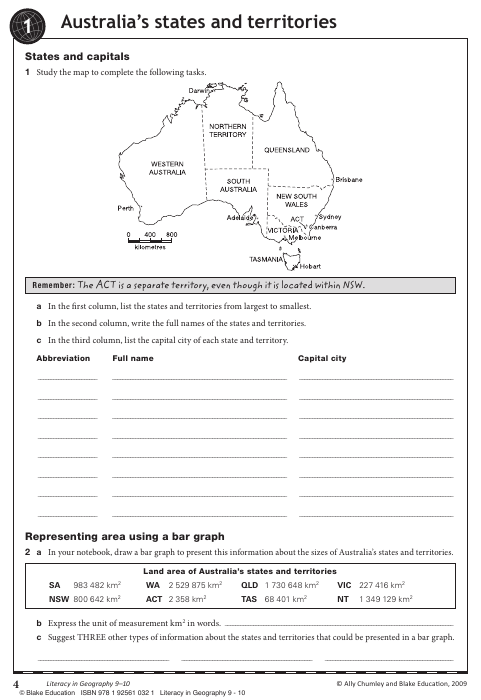 1 Australia's states and territories
States and capitals
1 Study the map to complete the following tasks.
Darwin
NORTHERN
TERRITORY
QUEENSLAND
WESTERN
AUSTRALIA
SOUTH
AUSTRALIA
Brisbane
NEW SOUTH
WALES
Perth
Adelaide
ACT
Sydney
Canberra
VICTORIA
Melbourne
0 400 800
kilometres
TASMANIA
Hobart
Remember: The ACT is a separate territory, even though it is located within NSW.
a In the first column, list the states and territories from largest to smallest.
b In the second column, write the full names of the states and territories.
c In the third column, list the capital city of each state and territory.
Abbreviation Full name Capital city
Representing area using a bar graph
2 a In your notebook, draw a bar graph to present this information about the sizes of Australia's states and territories.
Land area of Australia's states and territories
SA 983 482 km² WA 2 529 875 km² QLD 1 730 648 km² VIC 227 416 km²
NSW 800 642 km² ACT 2 358 km² TAS 68 401 km² NT 1 349 129 km²
b Express the unit of measurement km² in words.
c Suggest THREE other types of information about the states and territories that could be presented in a bar graph.
4 Literacy in Geography 9–10 © Ally Chumley and Blake Education, 2009
© Blake Education ISBN 978 1 92561 032 1 Literacy in Geography 9 - 10